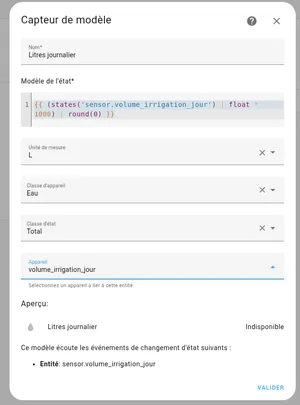 Capteur de modèle
Nom*
Litres journalier
Modèle de l'état*
1 {{ (states('sensor.volume_irrigation_jour') | float *
1000) | round(0) }}
Unité de mesure
L
Classe d'appareil
Eau
Classe d'état
Total
Appareil
volume_irrigation_jour
Sélectionnez un appareil à lier à cette entité.
Aperçu:
Litres journalier Indisponible
Ce modèle écoute les événements de changement d'état suivants :
• Entité: sensor.volume_irrigation_jour
VALIDER